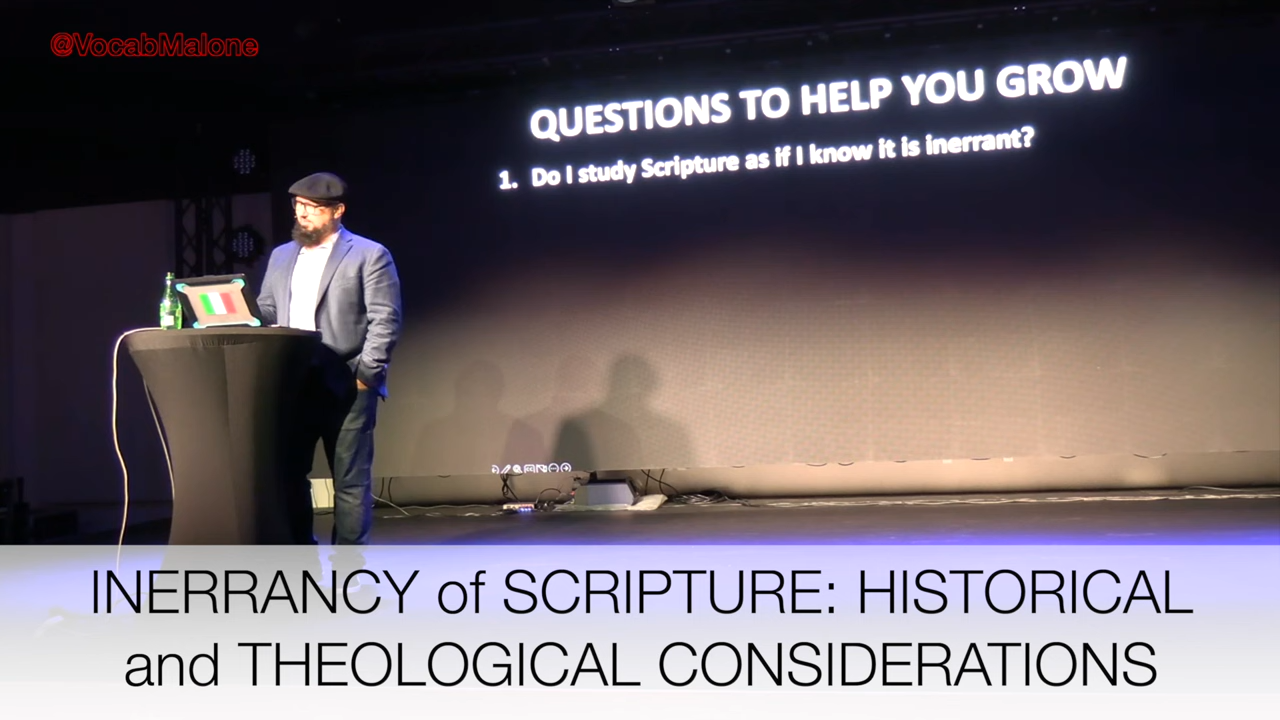 @VocabMalone
QUESTIONS TO HELP YOU GROW
1. Do I study Scripture as if I know it is inerrant?
INERRANCY of SCRIPTURE: HISTORICAL
and THEOLOGICAL CONSIDERATIONS